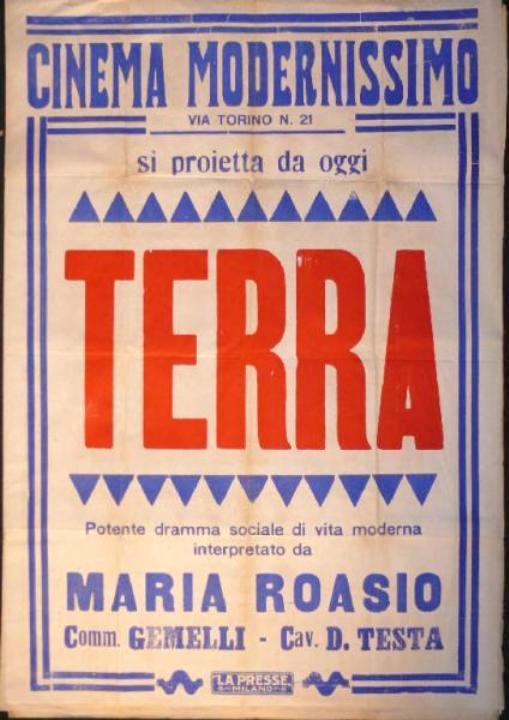 CINEMA MODERNISSIMO
VIA TORINO N. 21
si proietta da oggi
TERRA
Potente dramma sociale di vita moderna
interpretato da
MARIA ROASIO
Comm. GEMELLI - Cav. D. TESTA
LA PRESSE
MILANO